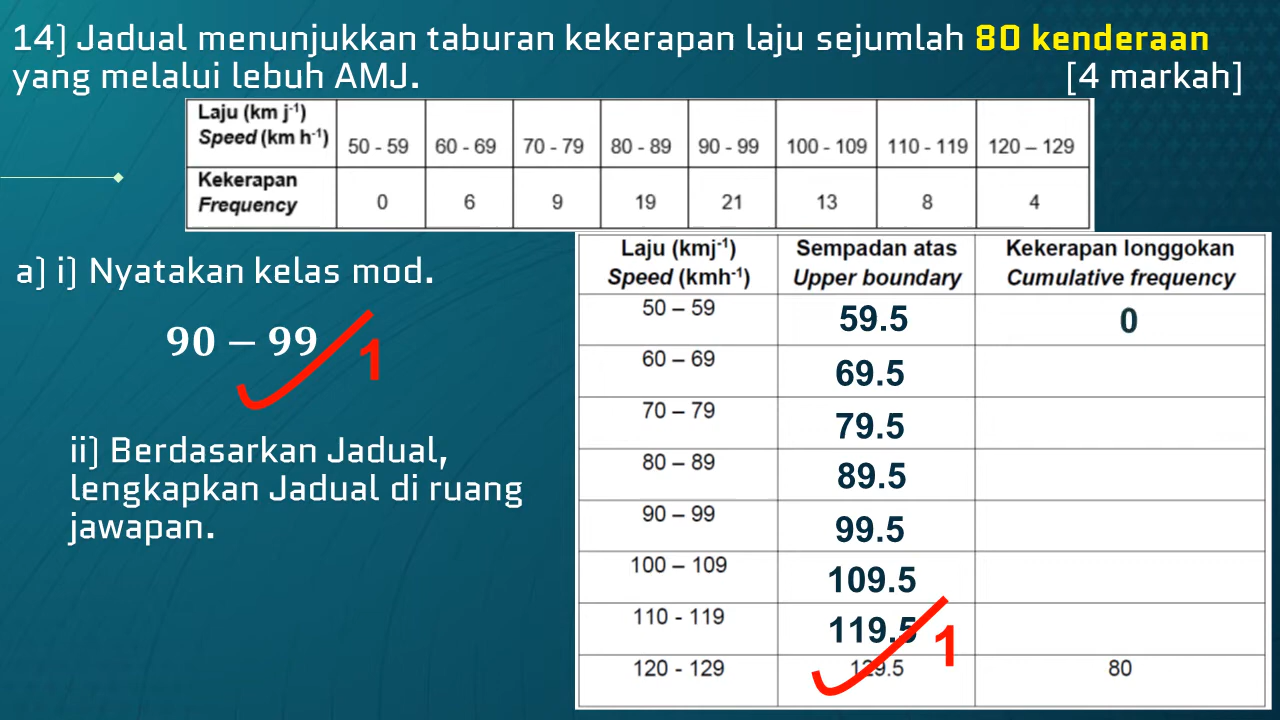 14) Jadual menunjukkan taburan kekerapan laju sejumlah 80 kenderaan
yang melalui lebuh AMJ. [4 markah]
Laju (km j⁻¹)
Speed (km h⁻¹) 50 - 59 60 - 69 70 - 79 80 - 89 90 - 99 100 - 109 110 - 119 120 – 129
Kekerapan
Frequency 0 6 9 19 21 13 8 4
a) i) Nyatakan kelas mod.
90 – 99
1
ii) Berdasarkan Jadual,
lengkapkan Jadual di ruang
jawapan.
Laju (kmj⁻¹) Sempadan atas Kekerapan longgokan
Speed (kmh⁻¹) Upper boundary Cumulative frequency
50 – 59 59.5 0
60 – 69 69.5
70 – 79 79.5
80 – 89 89.5
90 – 99 99.5
100 – 109 109.5
110 - 119 119.5 1
120 - 129 129.5 80